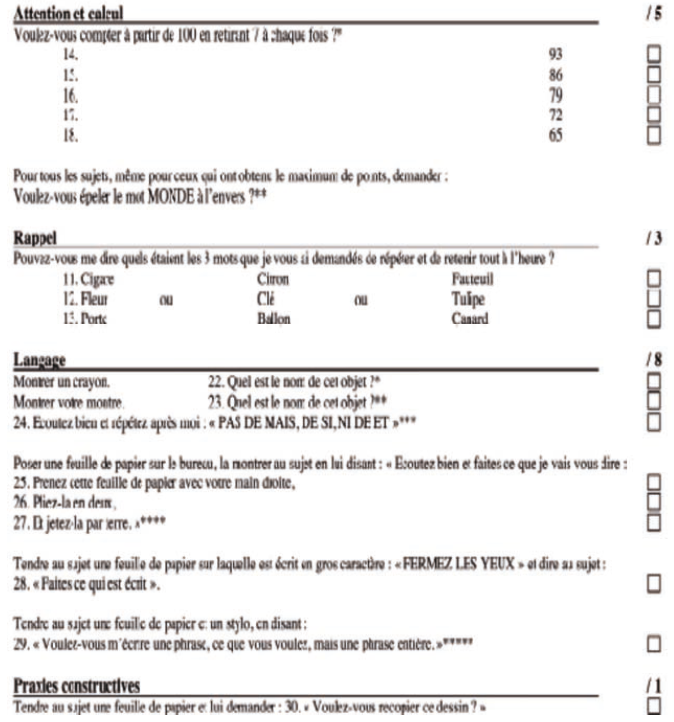 Attention et calcul /5
Voulez-vous compter à partir de 100 en retirant 7 à chaque fois ?*
14. 93
15. 86
16. 79
17. 72
18. 65
Pour tous les sujets, même pour ceux qui ont obtenu le maximum de points, demander :
Voulez-vous épeler le mot MONDE à l'envers ?**
Rappel /3
Pouvez-vous me dire quels étaient les 3 mots que je vous ai demandés de répéter et de retenir tout à l'heure ?
11. Cigare Citron Fauteuil
12. Fleur ou Clé ou Tulipe
13. Porte Ballon Canard
Langage /8
Montrer un crayon. 22. Quel est le nom de cet objet ?*
Montrer votre montre. 23. Quel est le nom de cet objet ?**
24. Ecoutez bien et répétez après moi : « PAS DE MAIS, DE SI, NI DE ET »***
Poser une feuille de papier sur le bureau, la montrer au sujet en lui disant : « Ecoutez bien et faites ce que je vais vous dire :
25. Prenez cette feuille de papier avec votre main droite,
26. Pliez-la en deux,
27. Et jetez-la par terre. »****
Tendre au sujet une feuille de papier sur laquelle est écrit en gros caractère : « FERMEZ LES YEUX » et dire au sujet :
28. « Faites ce qui est écrit ».
Tendre au sujet une feuille de papier et un stylo, en disant :
29. « Voulez-vous m'écrire une phrase, ce que vous voulez, mais une phrase entière. »*****
Praxies constructives /1
Tendre au sujet une feuille de papier et lui demander : 30. « Voulez-vous recopier ce dessin ? »